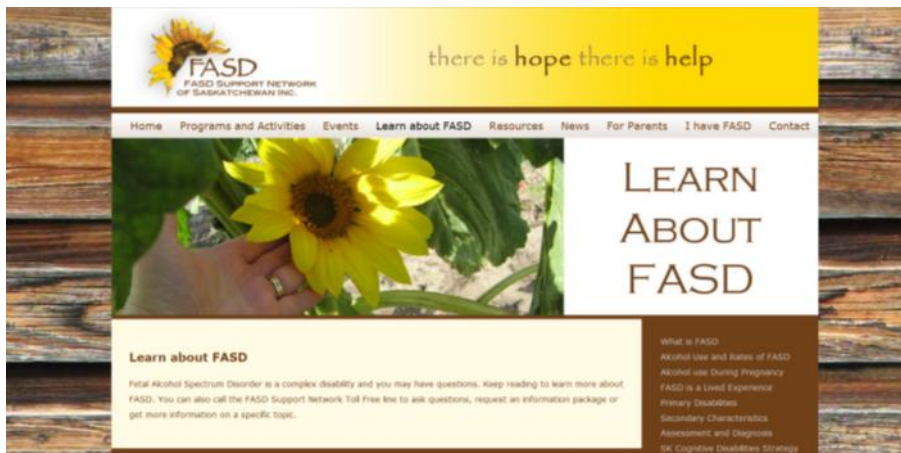 FASD
FASD SUPPORT NETWORK
OF SASKATCHEWAN INC.
there is hope there is help
Home Programs and Activities Events Learn about FASD Resources News For Parents I have FASD Contact
LEARN
ABOUT
FASD
Learn about FASD
Fetal Alcohol Spectrum Disorder is a complex disability and you may have questions. Keep reading to learn more about
FASD. You can also call the FASD Support Network Toll Free line to ask questions, request an information package or
get more information on a specific topic.
What is FASD
Alcohol Use and Rates of FASD
Alcohol use During Pregnancy
FASD is a Lived Experience
Primary Disabilities
Secondary Characteristics
Assessment and Diagnosis
SK Cognitive Disabilities Strategy